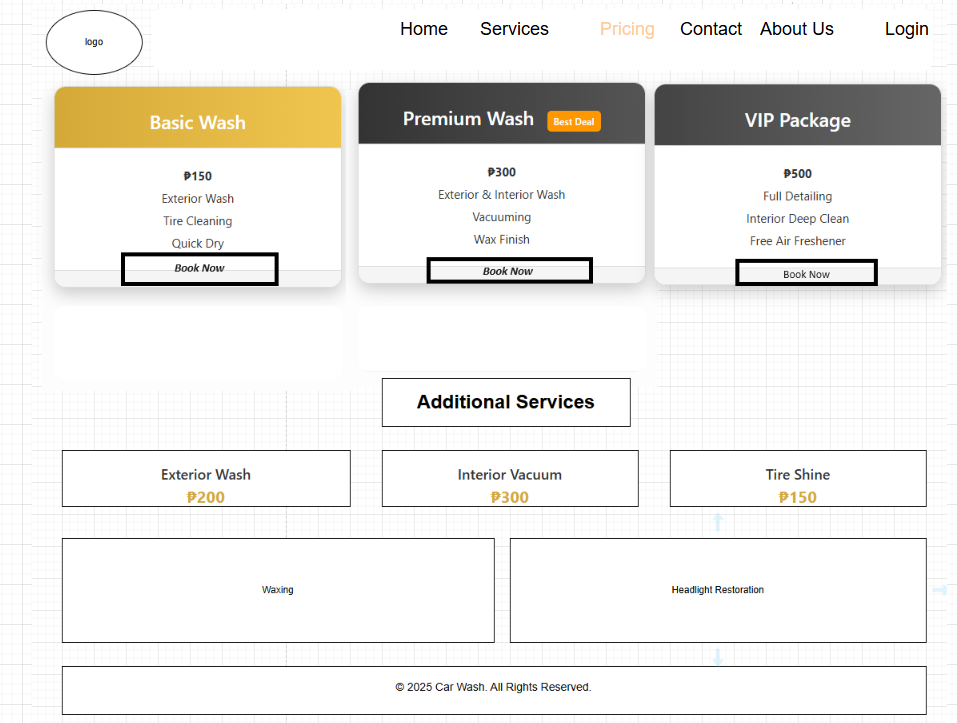 logo
Home Services Pricing Contact About Us Login
Basic Wash
₱150
Exterior Wash
Tire Cleaning
Quick Dry
Book Now
Premium Wash Best Deal
₱300
Exterior & Interior Wash
Vacuuming
Wax Finish
Book Now
VIP Package
₱500
Full Detailing
Interior Deep Clean
Free Air Freshener
Book Now
Additional Services
Exterior Wash
₱200
Interior Vacuum
₱300
Tire Shine
₱150
Waxing
Headlight Restoration
© 2025 Car Wash. All Rights Reserved.